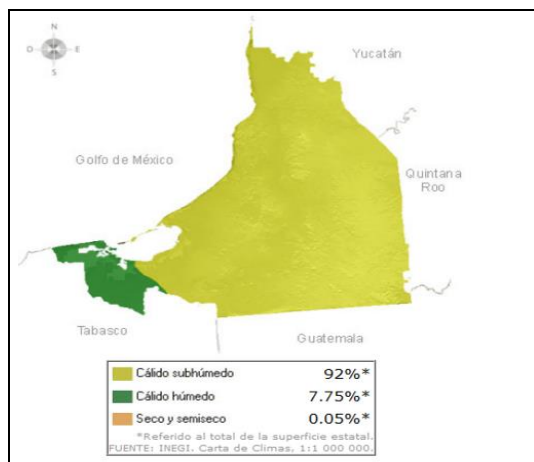 N
D E
S
Yucatán
Golfo de México
Quintana
Roo
Tabasco
Guatemala
Cálido subhúmedo 92%*
Cálido húmedo 7.75%*
Seco y semiseco 0.05%*
*Referido al total de la superficie estatal.
FUENTE: INEGI. Carta de Climas, 1:1 000 000.